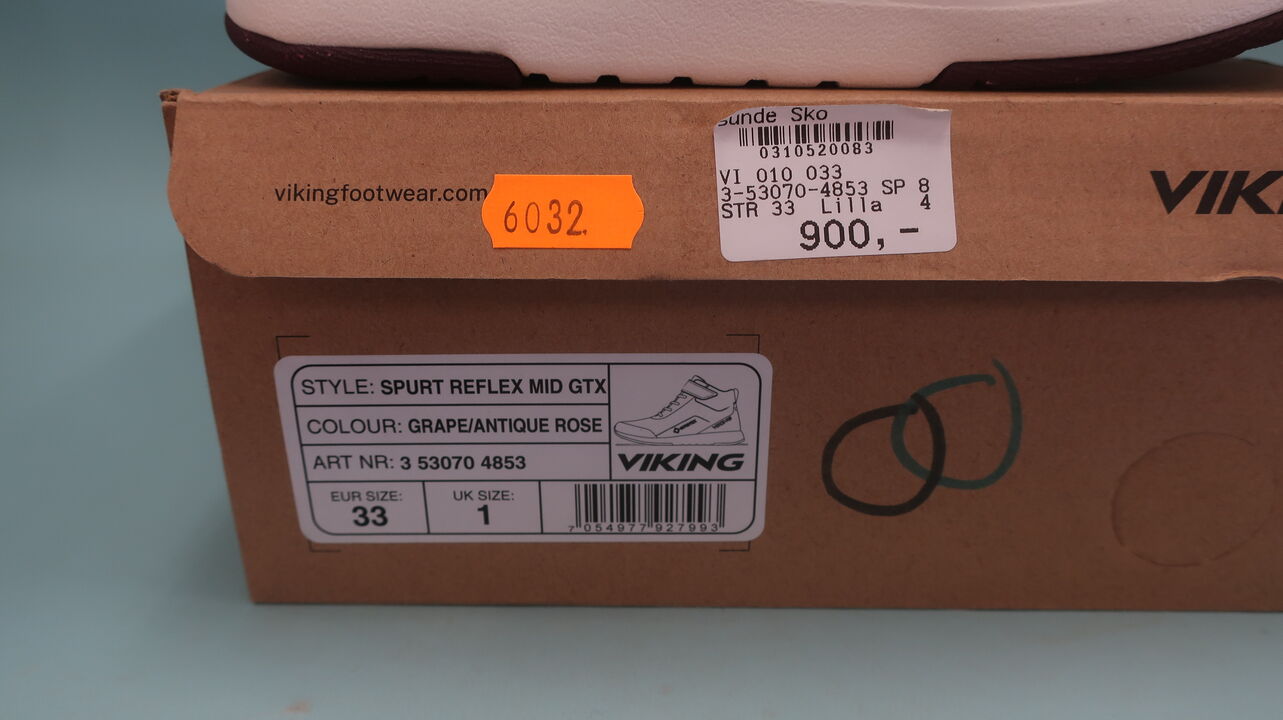 sunde Sko
0310520083
VI 010 033
3-53070-4853 SP 8
STR 33 Lilla 4
900,-
vikingfootwear.com
6032.
VIK
STYLE: SPURT REFLEX MID GTX
COLOUR: GRAPE/ANTIQUE ROSE
ART NR: 3 53070 4853
VIKING
EUR SIZE:
33
UK SIZE:
1
7 054977 927993